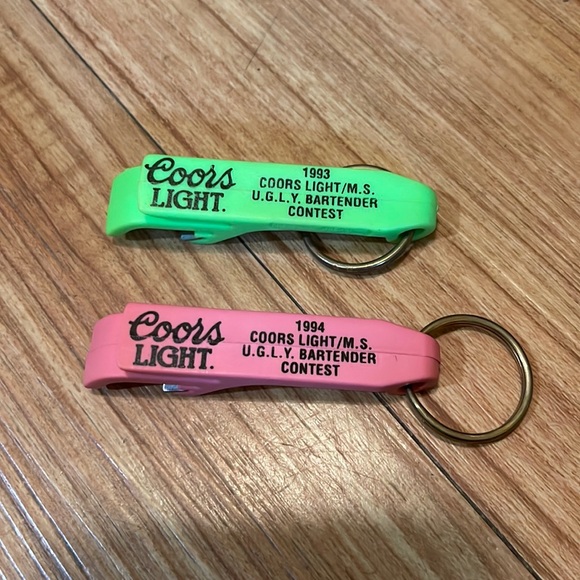 Coors
LIGHT.
1993
COORS LIGHT/M.S.
U.G.L.Y. BARTENDER
CONTEST
Coors
LIGHT.
1994
COORS LIGHT/M.S.
U.G.L.Y. BARTENDER
CONTEST